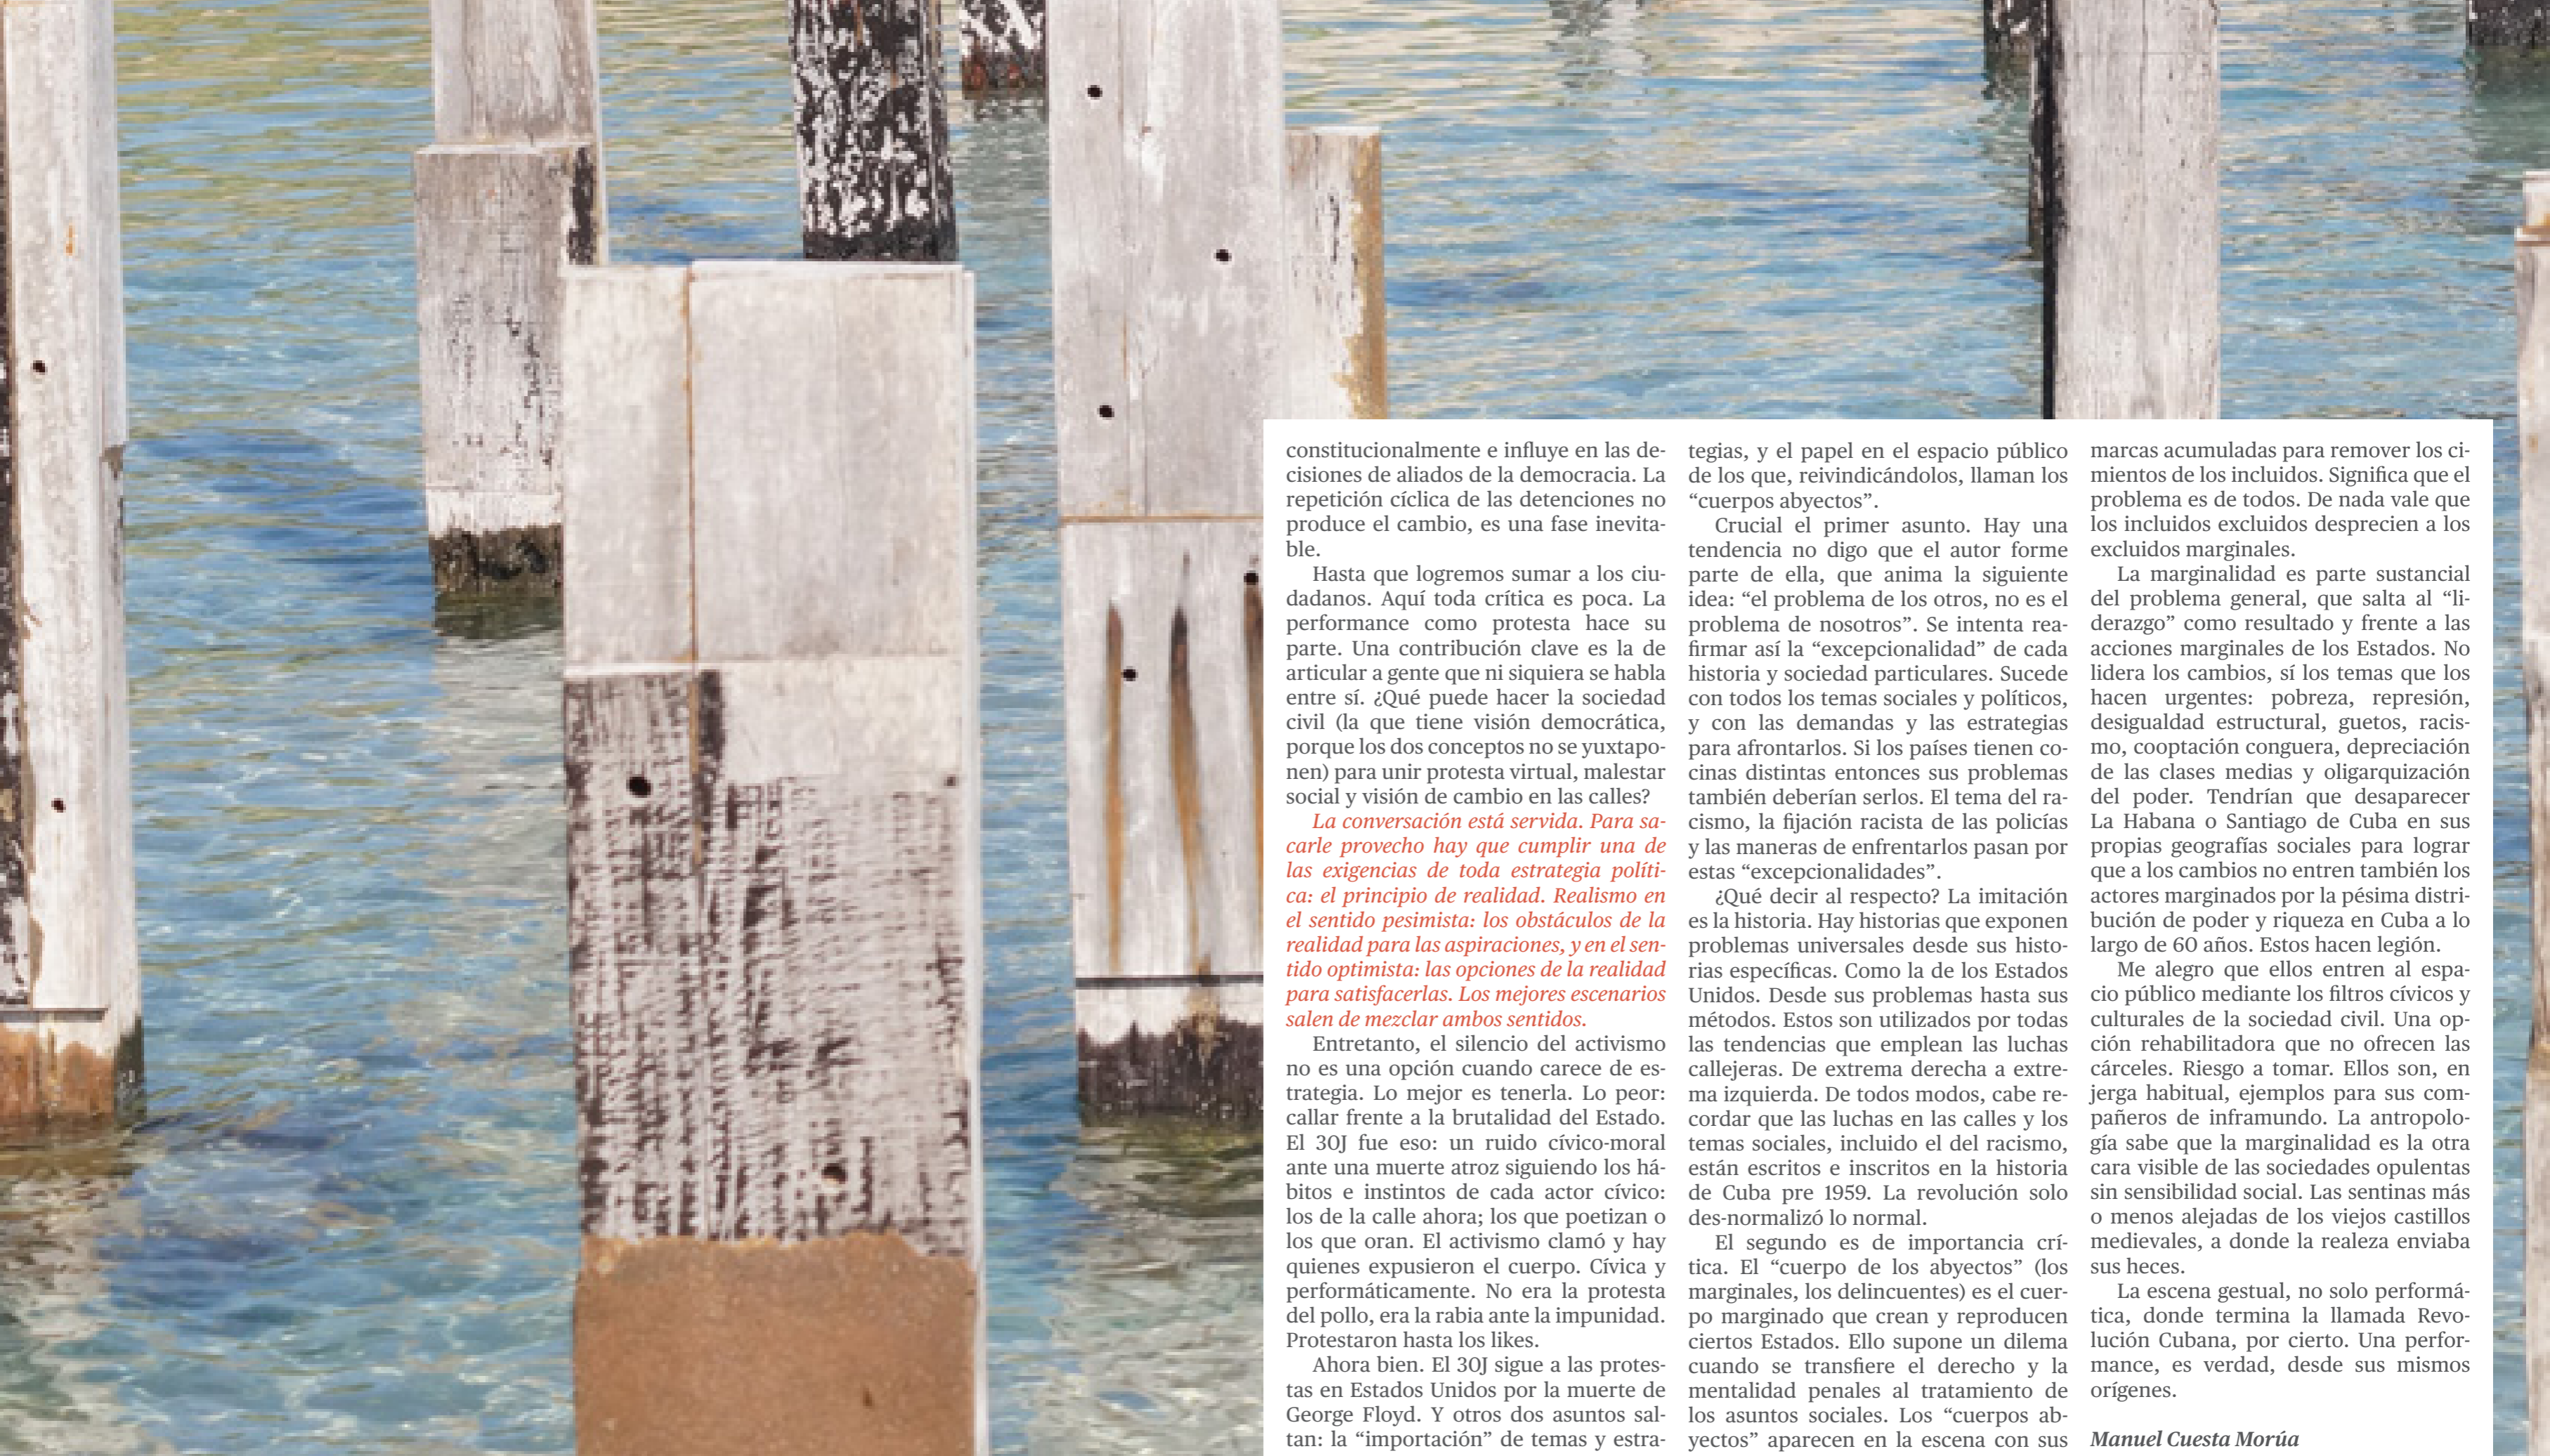 constitucionalmente e influye en las de-
cisiones de aliados de la democracia. La
repetición cíclica de las detenciones no
produce el cambio, es una fase inevita-
ble.
Hasta que logremos sumar a los ciu-
dadanos. Aquí toda crítica es poca. La
performance como protesta hace su
parte. Una contribución clave es la de
articular a gente que ni siquiera se habla
entre sí. ¿Qué puede hacer la sociedad
civil (la que tiene visión democrática,
porque los dos conceptos no se yuxtapo-
nen) para unir protesta virtual, malestar
social y visión de cambio en las calles?
La conversación está servida. Para sa-
carle provecho hay que cumplir una de
las exigencias de toda estrategia políti-
ca: el principio de realidad. Realismo en
el sentido pesimista: los obstáculos de la
realidad para las aspiraciones, y en el sen-
tido optimista: las opciones de la realidad
para satisfacerlas. Los mejores escenarios
salen de mezclar ambos sentidos.
Entretanto, el silencio del activismo
no es una opción cuando carece de es-
trategia. Lo mejor es tenerla. Lo peor:
callar frente a la brutalidad del Estado.
El 30J fue eso: un ruido cívico-moral
ante una muerte atroz siguiendo los há-
bitos e instintos de cada actor cívico:
los de la calle ahora; los que poetizan o
los que oran. El activismo clamó y hay
quienes expusieron el cuerpo. Cívica y
performáticamente. No era la protesta
del pollo, era la rabia ante la impunidad.
Protestaron hasta los likes.
Ahora bien. El 30J sigue a las protes-
tas en Estados Unidos por la muerte de
George Floyd. Y otros dos asuntos sal-
tan: la “importación” de temas y estra-
tegias, y el papel en el espacio público
de los que, reivindicándolos, llaman los
“cuerpos abyectos”.
Crucial el primer asunto. Hay una
tendencia no digo que el autor forme
parte de ella, que anima la siguiente
idea: “el problema de los otros, no es el
problema de nosotros”. Se intenta rea-
firmar así la “excepcionalidad” de cada
historia y sociedad particulares. Sucede
con todos los temas sociales y políticos,
y con las demandas y las estrategias
para afrontarlos. Si los países tienen co-
cinas distintas entonces sus problemas
también deberían serlos. El tema del ra-
cismo, la fijación racista de las policías
y las maneras de enfrentarlos pasan por
estas “excepcionalidades”.
¿Qué decir al respecto? La imitación
es la historia. Hay historias que exponen
problemas universales desde sus histo-
rias específicas. Como la de los Estados
Unidos. Desde sus problemas hasta sus
métodos. Estos son utilizados por todas
las tendencias que emplean las luchas
callejeras. De extrema derecha a extre-
ma izquierda. De todos modos, cabe re-
cordar que las luchas en las calles y los
temas sociales, incluido el del racismo,
están escritos e inscritos en la historia
de Cuba pre 1959. La revolución solo
des-normalizó lo normal.
El segundo es de importancia crí-
tica. El “cuerpo de los abyectos” (los
marginales, los delincuentes) es el cuer-
po marginado que crean y reproducen
ciertos Estados. Ello supone un dilema
cuando se transfiere el derecho y la
mentalidad penales al tratamiento de
los asuntos sociales. Los “cuerpos ab-
yectos” aparecen en la escena con sus
marcas acumuladas para remover los ci-
mientos de los incluidos. Significa que el
problema es de todos. De nada vale que
los incluidos excluidos desprecien a los
excluidos marginales.
La marginalidad es parte sustancial
del problema general, que salta al “li-
derazgo” como resultado y frente a las
acciones marginales de los Estados. No
lidera los cambios, sí los temas que los
hacen urgentes: pobreza, represión,
desigualdad estructural, guetos, racis-
mo, cooptación conguera, depreciación
de las clases medias y oligarquización
del poder. Tendrían que desaparecer
La Habana o Santiago de Cuba en sus
propias geografías sociales para lograr
que a los cambios no entren también los
actores marginados por la pésima distri-
bución de poder y riqueza en Cuba a lo
largo de 60 años. Estos hacen legión.
Me alegro que ellos entren al espa-
cio público mediante los filtros cívicos y
culturales de la sociedad civil. Una op-
ción rehabilitadora que no ofrecen las
cárceles. Riesgo a tomar. Ellos son, en
jerga habitual, ejemplos para sus com-
pañeros de inframundo. La antropolo-
gía sabe que la marginalidad es la otra
cara visible de las sociedades opulentas
sin sensibilidad social. Las sentinas más
o menos alejadas de los viejos castillos
medievales, a donde la realeza enviaba
sus heces.
La escena gestual, no solo performá-
tica, donde termina la llamada Revo-
lución Cubana, por cierto. Una perfor-
mance, es verdad, desde sus mismos
orígenes.
Manuel Cuesta Morúa